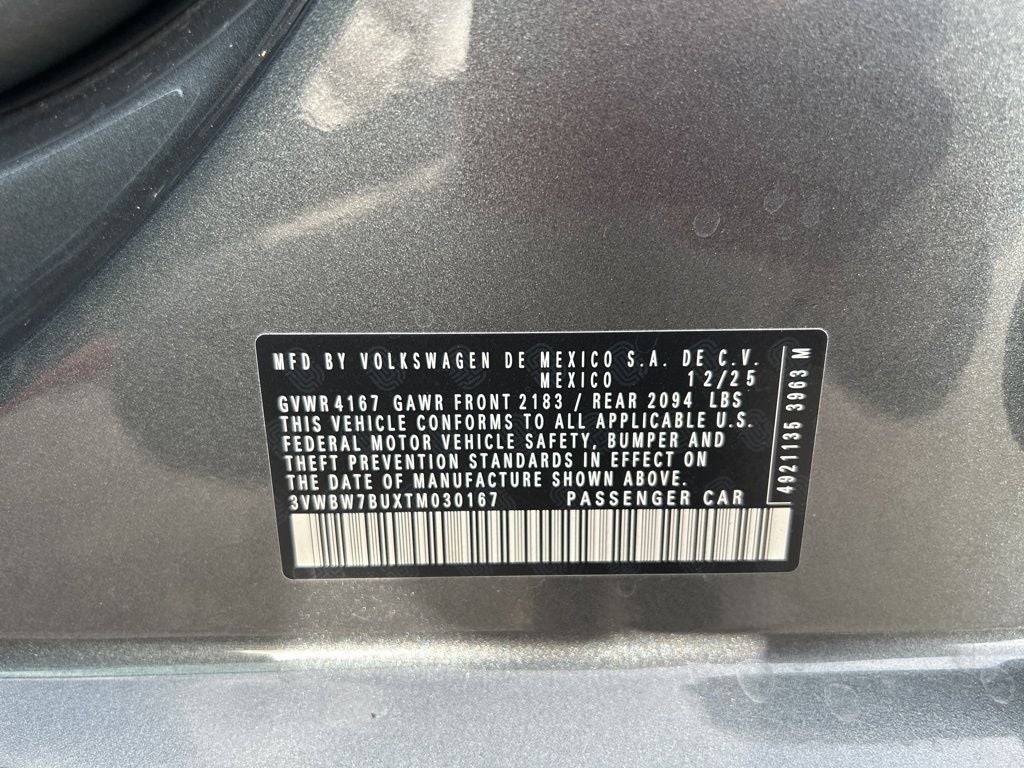 MFD BY VOLKSWAGEN DE MEXICO S.A. DE C.V.
MEXICO 12/25
GVWR 4167 GAWR FRONT 2183 / REAR 2094 LBS
THIS VEHICLE CONFORMS TO ALL APPLICABLE U.S.
FEDERAL MOTOR VEHICLE SAFETY, BUMPER AND
THEFT PREVENTION STANDARDS IN EFFECT ON
THE DATE OF MANUFACTURE SHOWN ABOVE.
3VWBW7BUXTM030167 PASSENGER CAR
4921135 3963 M